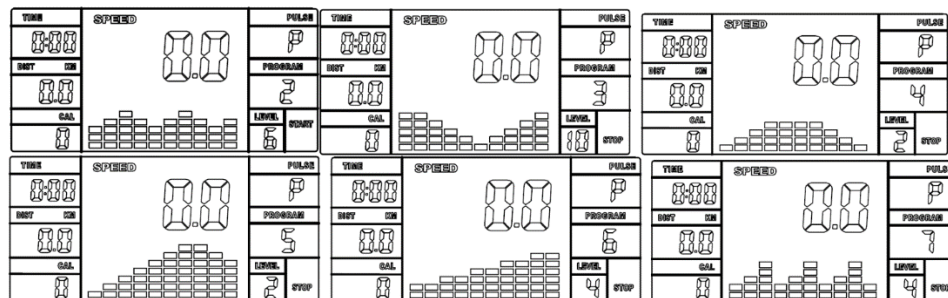 TIME SPEED PULSE
0:00 0.0 P
DIST KM PROGRAM
0.0 2
CAL LEVEL START
0 6
TIME SPEED PULSE
0:00 0.0 P
DIST KM PROGRAM
0.0 3
CAL LEVEL STOP
0 10
TIME SPEED PULSE
0:00 0.0 P
DIST KM PROGRAM
0.0 4
CAL LEVEL STOP
0 2
TIME SPEED PULSE
0:00 0.0 P
DIST KM PROGRAM
0.0 5
CAL LEVEL STOP
0 2
TIME SPEED PULSE
0:00 0.0 P
DIST KM PROGRAM
0.0 6
CAL LEVEL STOP
0 4
TIME SPEED PULSE
0:00 0.0 P
DIST KM PROGRAM
0.0 7
CAL LEVEL STOP
0 4